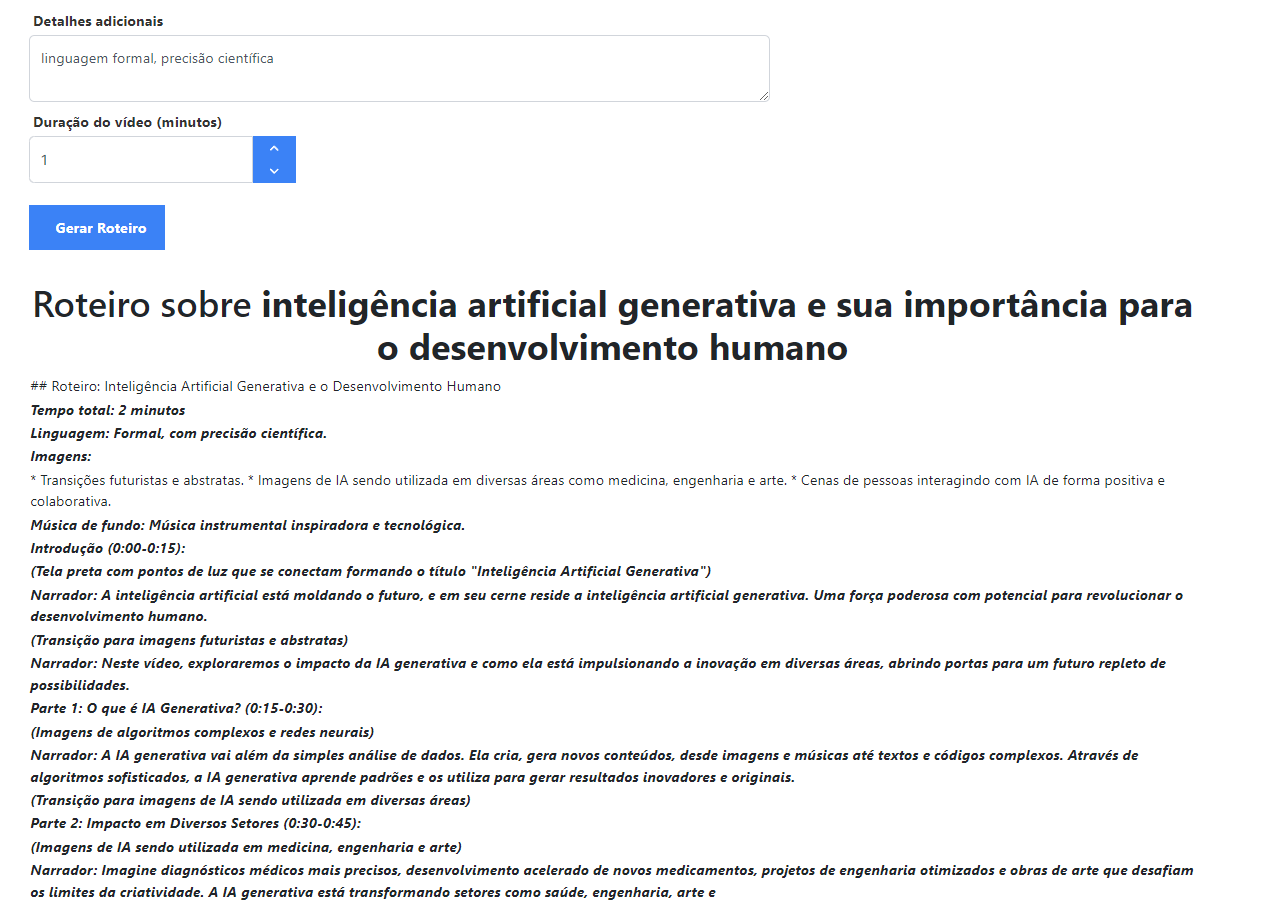 Detalhes adicionais
linguagem formal, precisão científica
Duração do vídeo (minutos)
1
Gerar Roteiro
Roteiro sobre inteligência artificial generativa e sua importância para
o desenvolvimento humano
## Roteiro: Inteligência Artificial Generativa e o Desenvolvimento Humano
Tempo total: 2 minutos
Linguagem: Formal, com precisão científica.
Imagens:
* Transições futuristas e abstratas. * Imagens de IA sendo utilizada em diversas áreas como medicina, engenharia e arte. * Cenas de pessoas interagindo com IA de forma positiva e
colaborativa.
Música de fundo: Música instrumental inspiradora e tecnológica.
Introdução (0:00-0:15):
(Tela preta com pontos de luz que se conectam formando o título "Inteligência Artificial Generativa")
Narrador: A inteligência artificial está moldando o futuro, e em seu cerne reside a inteligência artificial generativa. Uma força poderosa com potencial para revolucionar o
desenvolvimento humano.
(Transição para imagens futuristas e abstratas)
Narrador: Neste vídeo, exploraremos o impacto da IA generativa e como ela está impulsionando a inovação em diversas áreas, abrindo portas para um futuro repleto de
possibilidades.
Parte 1: O que é IA Generativa? (0:15-0:30):
(Imagens de algoritmos complexos e redes neurais)
Narrador: A IA generativa vai além da simples análise de dados. Ela cria, gera novos conteúdos, desde imagens e músicas até textos e códigos complexos. Através de
algoritmos sofisticados, a IA generativa aprende padrões e os utiliza para gerar resultados inovadores e originais.
(Transição para imagens de IA sendo utilizada em diversas áreas)
Parte 2: Impacto em Diversos Setores (0:30-0:45):
(Imagens de IA sendo utilizada em medicina, engenharia e arte)
Narrador: Imagine diagnósticos médicos mais precisos, desenvolvimento acelerado de novos medicamentos, projetos de engenharia otimizados e obras de arte que desafiam
os limites da criatividade. A IA generativa está transformando setores como saúde, engenharia, arte e